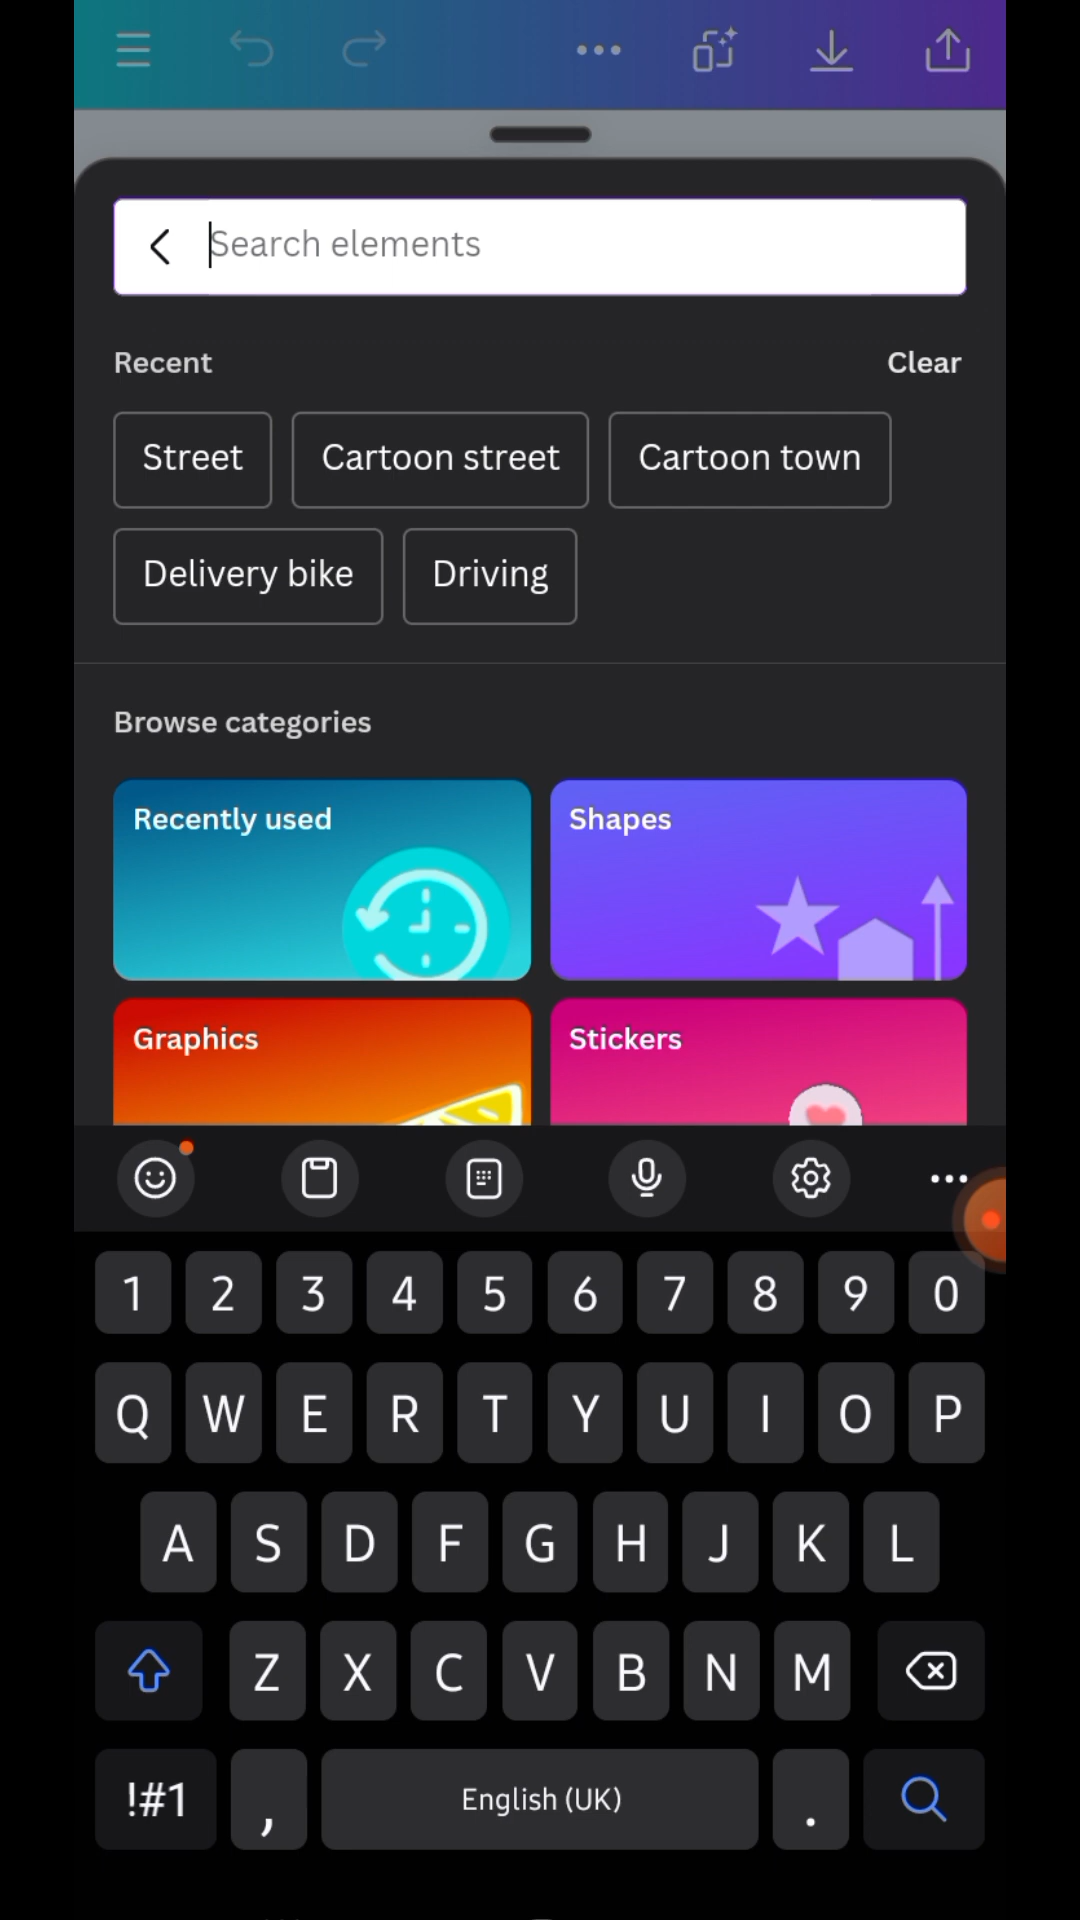 Search elements
Recent Clear
Street Cartoon street Cartoon town
Delivery bike Driving
Browse categories
Recently used Shapes
Graphics Stickers
1 2 3 4 5 6 7 8 9 0
Q W E R T Y U I O P
A S D F G H J K L
Z X C V B N M
!#1 , English (UK) .